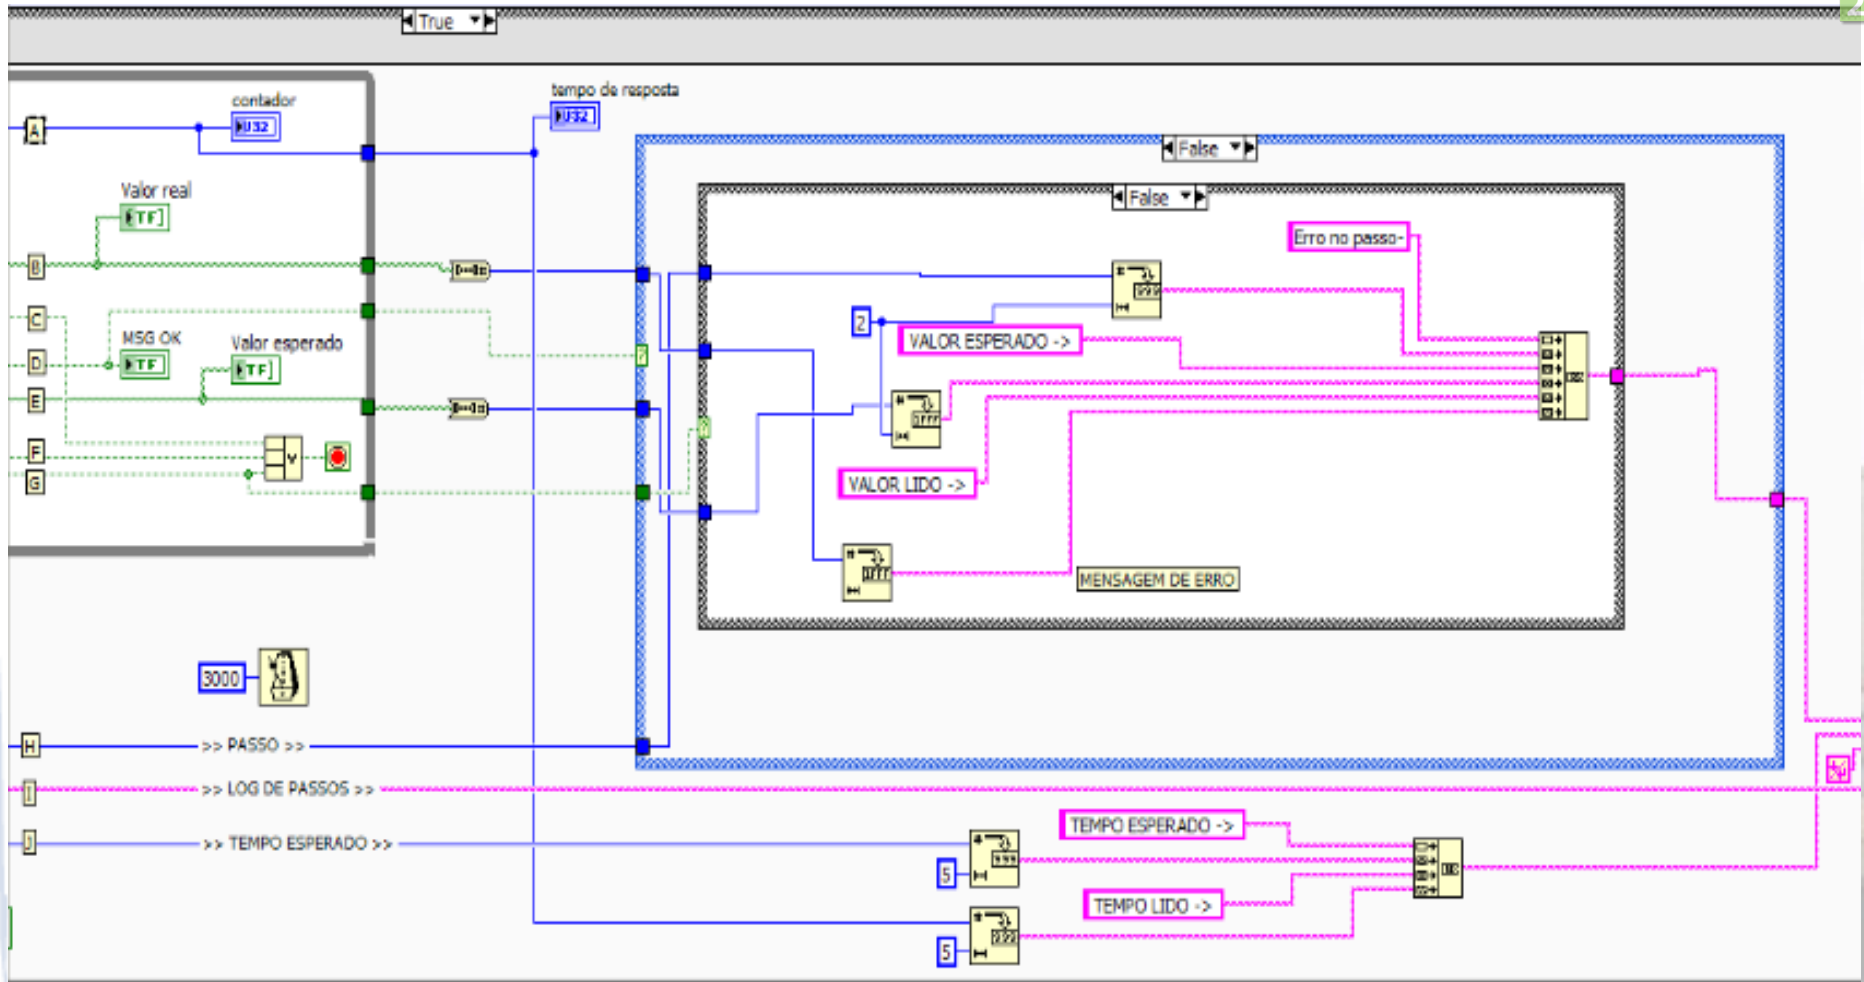 True
contador
A
U32
tempo de resposta
U32
False
Valor real
TF
False
Erro no passo-
B
2
C
VALOR ESPERADO ->
MSG OK
Valor esperado
D
TF
TF
E
F
G
VALOR LIDO ->
MENSAGEM DE ERRO
3000
H
>> PASSO >>
I
>> LOG DE PASSOS >>
TEMPO ESPERADO ->
J
>> TEMPO ESPERADO >>
5
TEMPO LIDO ->
5